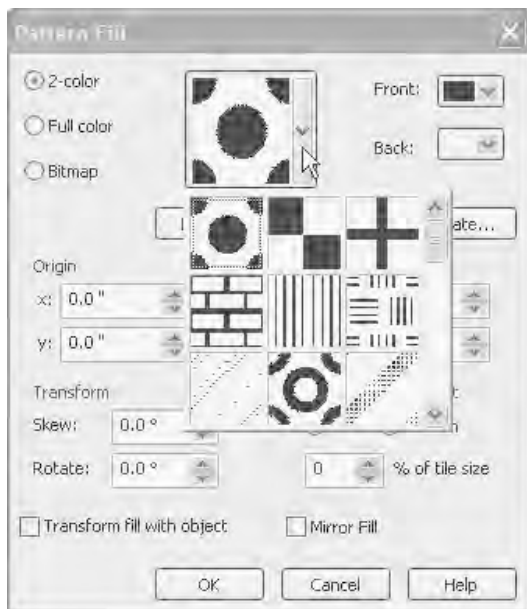 Pattern Fill
2-color
Front:
Full color
Back:
Bitmap
Origin
x: 0.0 "
y: 0.0 "
Transform
Skew: 0.0 °
Rotate: 0.0 °
0 % of tile size
Transform fill with object
Mirror Fill
OK
Cancel
Help